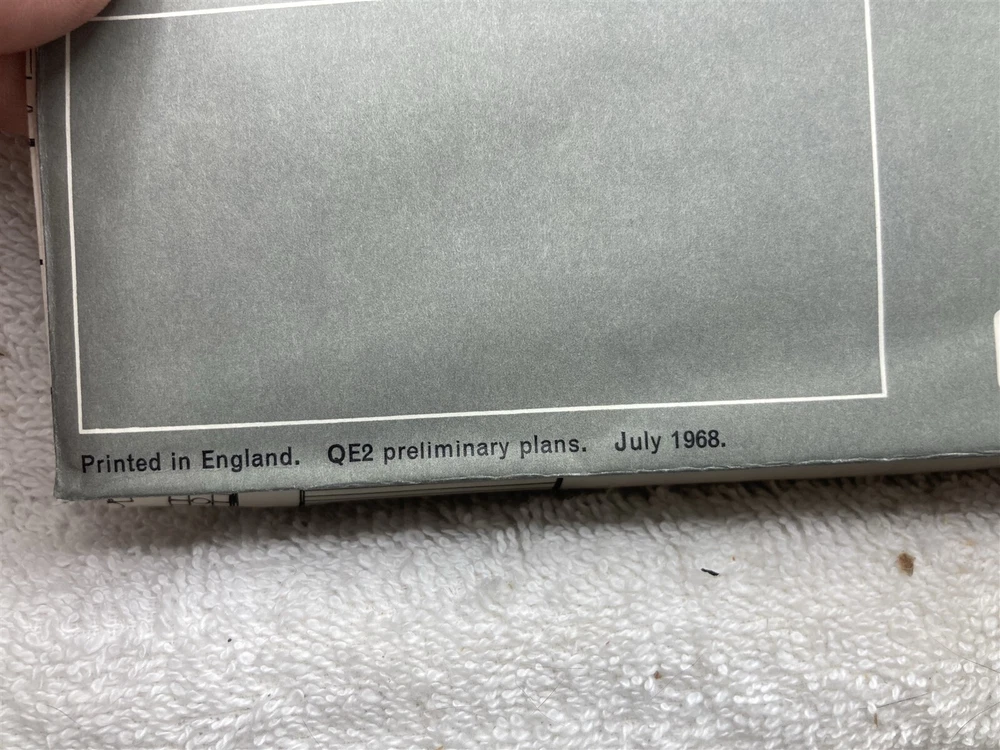 Printed in England. QE2 preliminary plans. July 1968.